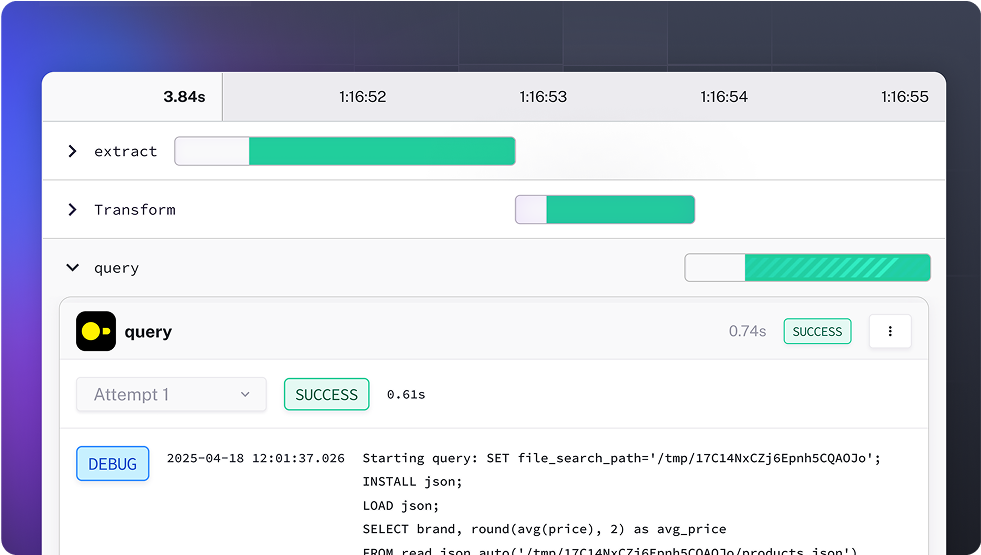 3.84s 1:16:52 1:16:53 1:16:54 1:16:55
extract
Transform
query
query 0.74s SUCCESS
Attempt 1 SUCCESS 0.61s
DEBUG 2025-04-18 12:01:37.026 Starting query: SET file_search_path='/tmp/17C14NxCZj6Epnh5CQAOJo';
INSTALL json;
LOAD json;
SELECT brand, round(avg(price), 2) as avg_price
FROM read_json_auto('/tmp/17C14NxCZj6Epnh5CQAOJo/products.json')